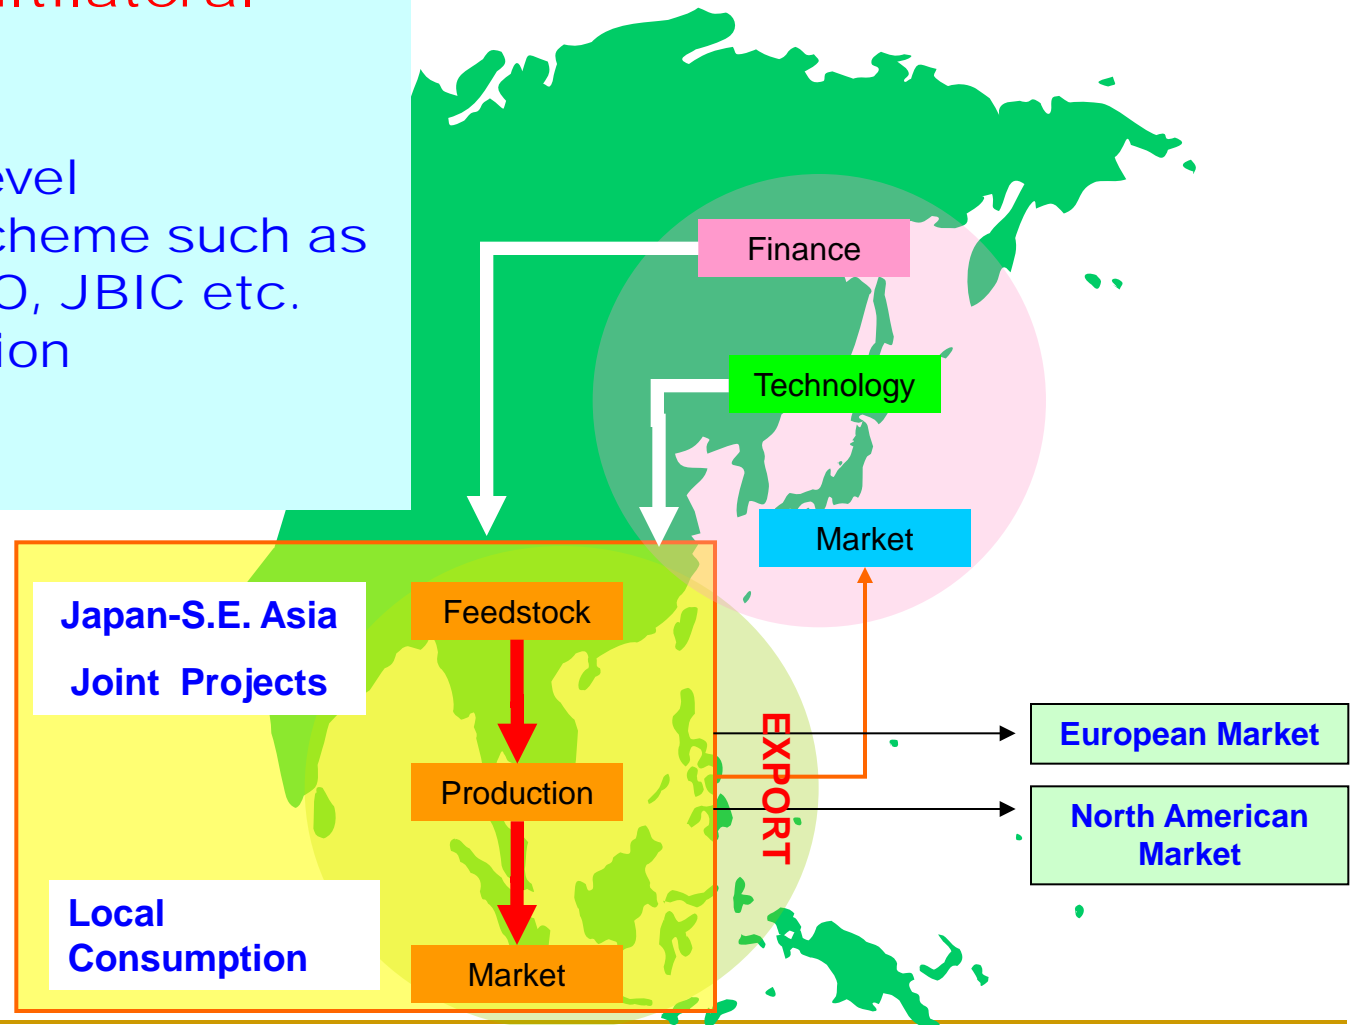 evel
cheme such as
O, JBIC etc.
ion
Finance
Technology
Market
Japan-S.E. Asia
Joint Projects
Feedstock
Production
Market
Local
Consumption
EXPORT
European Market
North American
Market